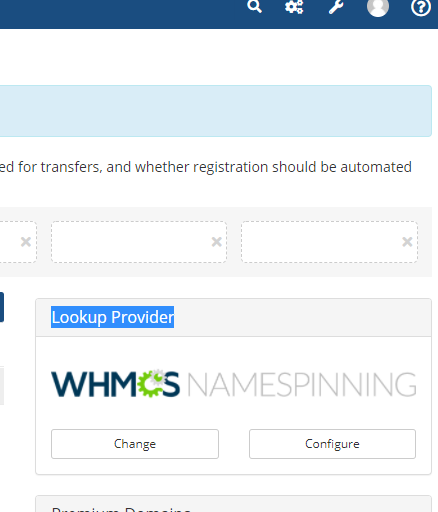 ed for transfers, and whether registration should be automated
Lookup Provider
WHMCS NAMESPINNING
Change
Configure
Premium Domains